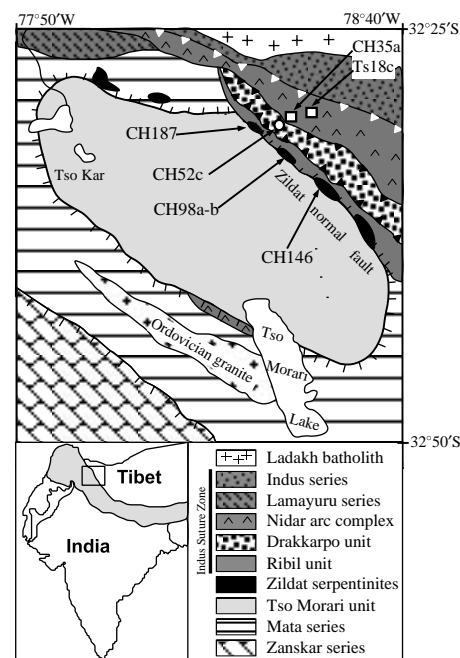 77°50'W
78°40'W
32°25'S
CH35a
Ts18c
CH187
CH52c
CH98a-b
CH146
Tso Kar
Zildat normal fault
Ordovician granite
Tso
Morari
Lake
32°50'S
Tibet
India
Indus Suture Zone
Ladakh batholith
Indus series
Lamayuru series
Nidar arc complex
Drakkarpo unit
Ribil unit
Zildat serpentinites
Tso Morari unit
Mata series
Zanskar series